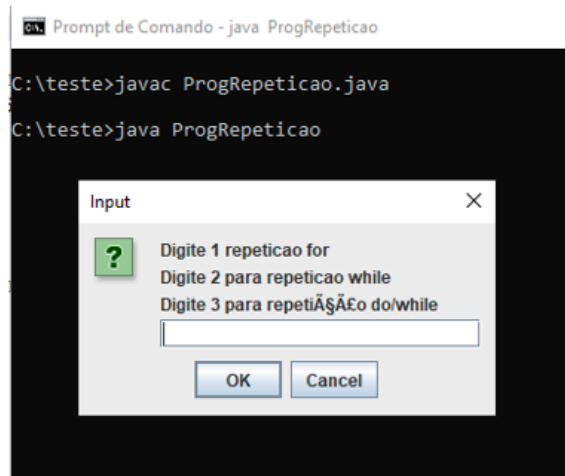 Prompt de Comando - java ProgRepeticao
C:\teste>javac ProgRepeticao.java
C:\teste>java ProgRepeticao
Input
Digite 1 repeticao for
Digite 2 para repeticao while
Digite 3 para repetiÃ§Ã£o do/while
OK Cancel